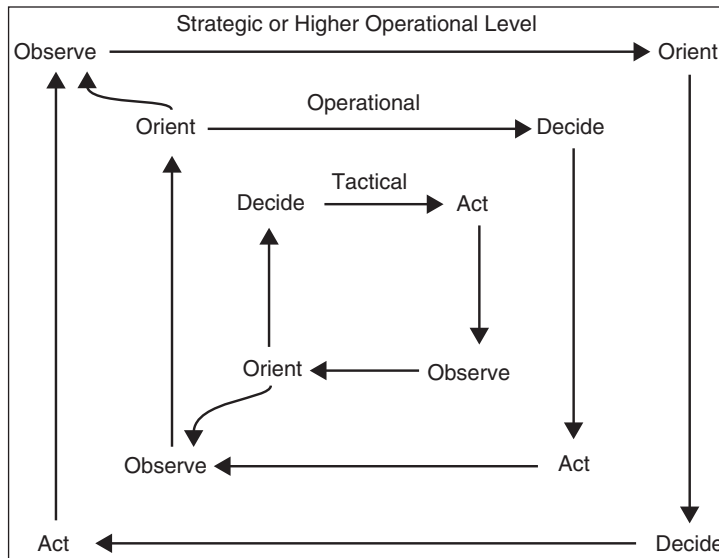 Strategic or Higher Operational Level
Observe Orient
Operational
Orient Decide
Tactical
Decide Act
Orient Observe
Observe Act
Act Decide